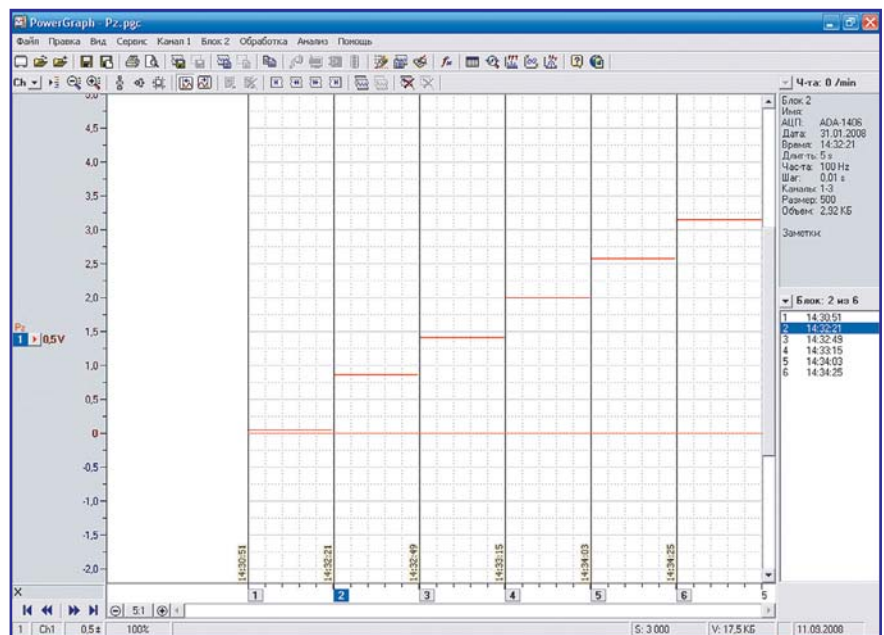 PowerGraph - Pz.pgc
Файл Правка Вид Сервис Канал 1 Блок 2 Обработка Анализ Помощь
Ch
Ч-та: 0 /min
5,0
4,5
4,0
3,5
3,0
2,5
2,0
1,5
1,0
0,5
0
-0,5
-1,0
-1,5
-2,0
Pz
1 0,5 V
14:30:51 14:32:21 14:32:49 14:33:15 14:34:03 14:34:25
1 2 3 4 5 6 5
Блок 2
Имя:
АЦП: ADA-1406
Дата: 31.01.2008
Время: 14:32:21
Длит-ть: 5 s
Час-та: 100 Hz
Шаг: 0,01 s
Каналы: 1-3
Размер: 500
Объем: 2,92 КБ
Заметки:
Блок: 2 из 6
1 14:30:51
2 14:32:21
3 14:32:49
4 14:33:15
5 14:34:03
6 14:34:25
X
5:1
1 Ch1 0.5 ± 100% S: 3 000 V: 17,5 КБ 11.09.2008